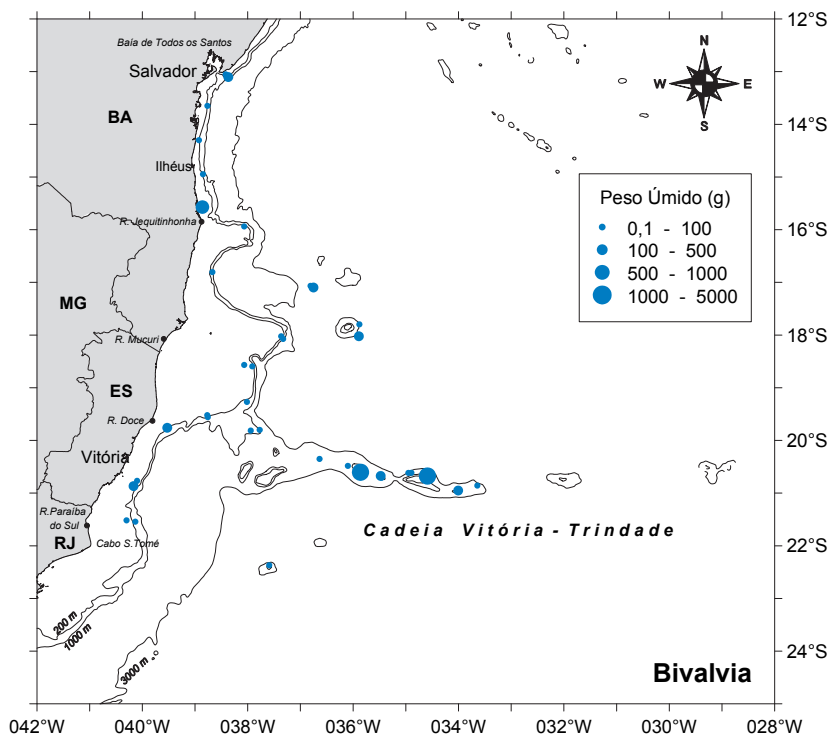 12°S
Baia de Todos os Santos
N
Salvador
W
E
S
BA
14°S
Ilhéus
Peso Úmido (g)
0,1 - 100
100 - 500
500 - 1000
1000 - 5000
R. Jequitinhonha
16°S
MG
R. Mucuri
18°S
ES
R. Doce
20°S
Vitória
R.Paraíba
do Sul
RJ
Cabo S.Tomé
Cadeia Vitória - Trindade
22°S
200 m
1000 m
3000 m
Bivalvia
24°S
042°W
040°W
038°W
036°W
034°W
032°W
030°W
28°W